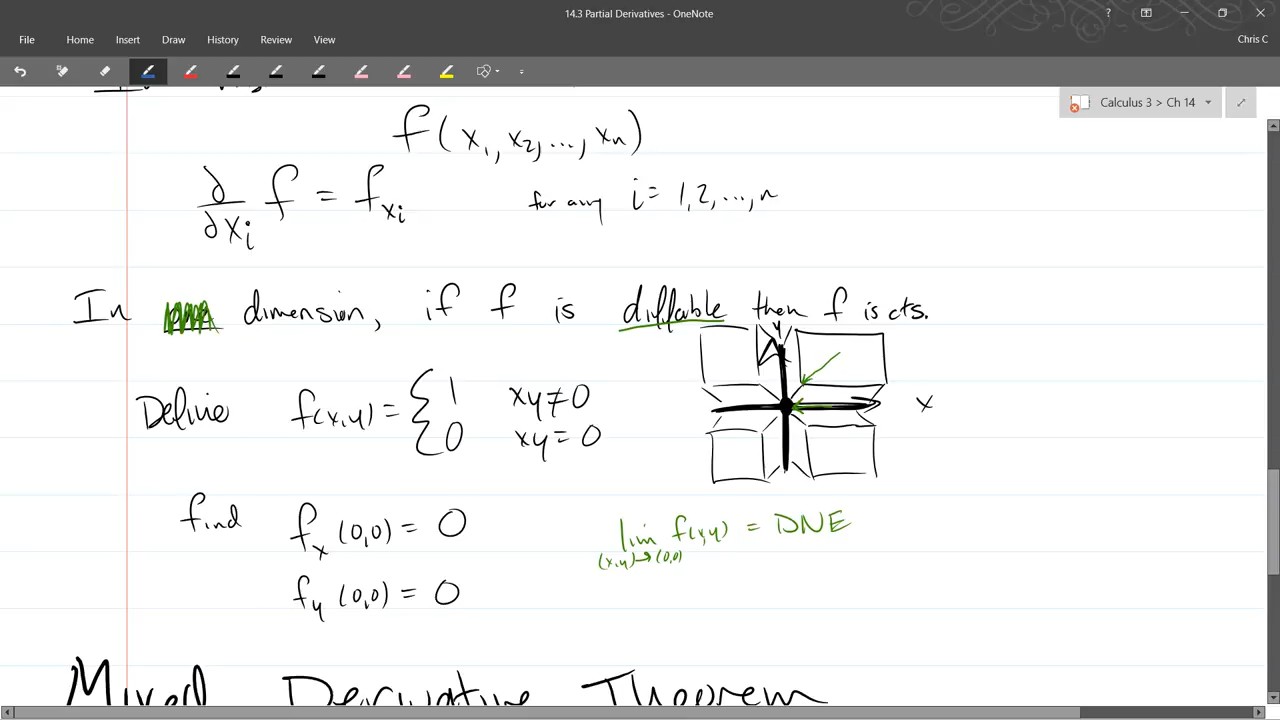 14.3 Partial Derivatives - OneNote
File Home Insert Draw History Review View
Chris C
Calculus 3 > Ch 14
f(x₁, x₂, ..., xₙ)
∂/∂xᵢ f = f_xᵢ for any i = 1, 2, ..., n
In dimension, if f is diffable then f is cts.
y
Define f(x,y) = { 1 xy ≠ 0
0 xy = 0
x
find f_x (0,0) = 0
lim f(x,y) = DNE
(x,y)→(0,0)
f_y (0,0) = 0
Mixed Derivative Theorem